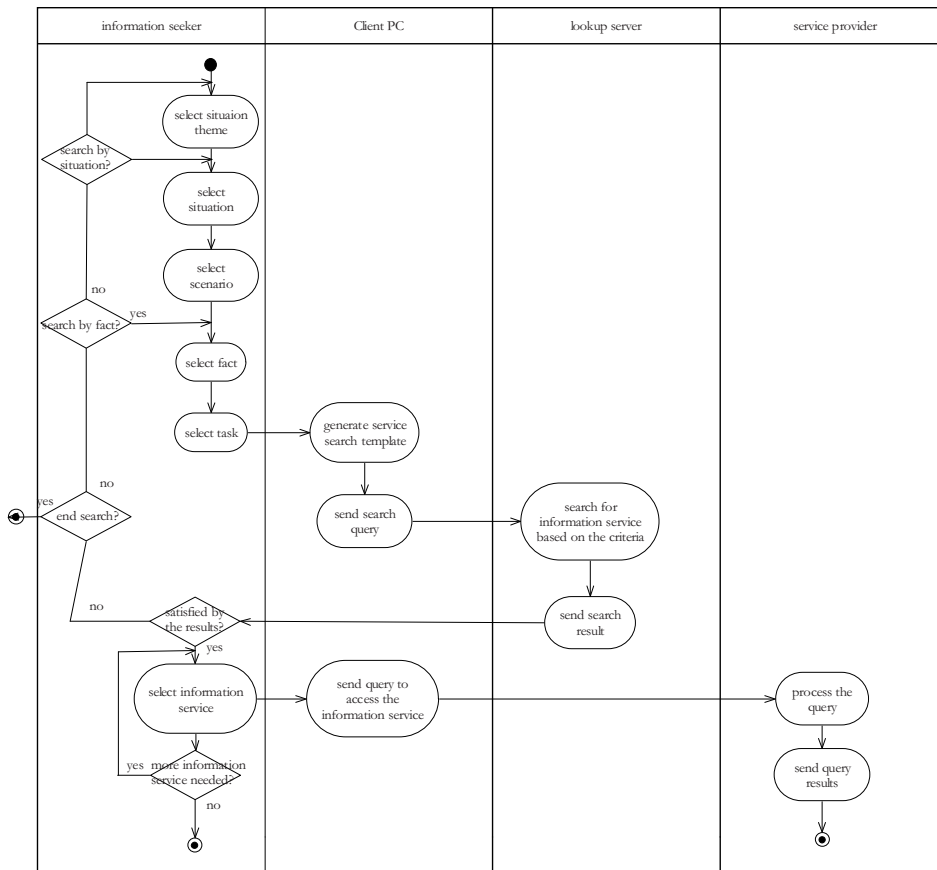 information seeker
Client PC
lookup server
service provider
select situaion
theme
search by
situation?
select
situation
select
scenario
no
search by fact?
yes
select fact
select task
generate service
search template
no
yes
end search?
send search
query
search for
information service
based on the criteria
no
satisfied by
the results?
send search
result
yes
select information
service
send query to
access the
information service
process the
query
yes
more information
service needed?
send query
results
no